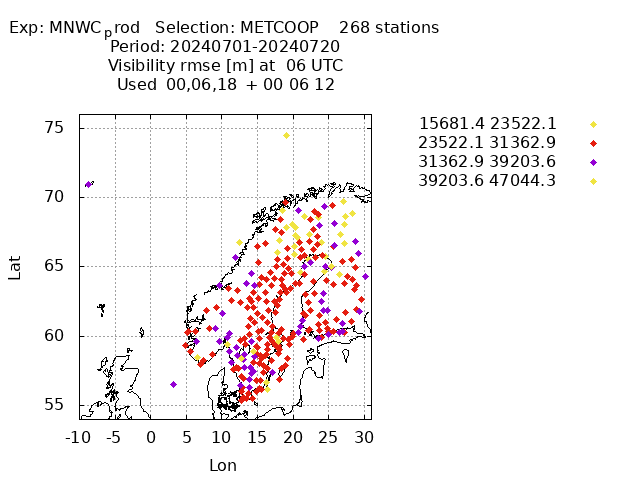 Exp: MNWC prod   Selection: METCOOP    268 stations
Period: 20240701-20240720
Visibility rmse [m] at  06 UTC
Used  00,06,18  + 00 06 12
15681.4 23522.1
23522.1 31362.9
31362.9 39203.6
39203.6 47044.3
75
70
65
60
55
Lat
-10 -5 0 5 10 15 20 25 30
Lon